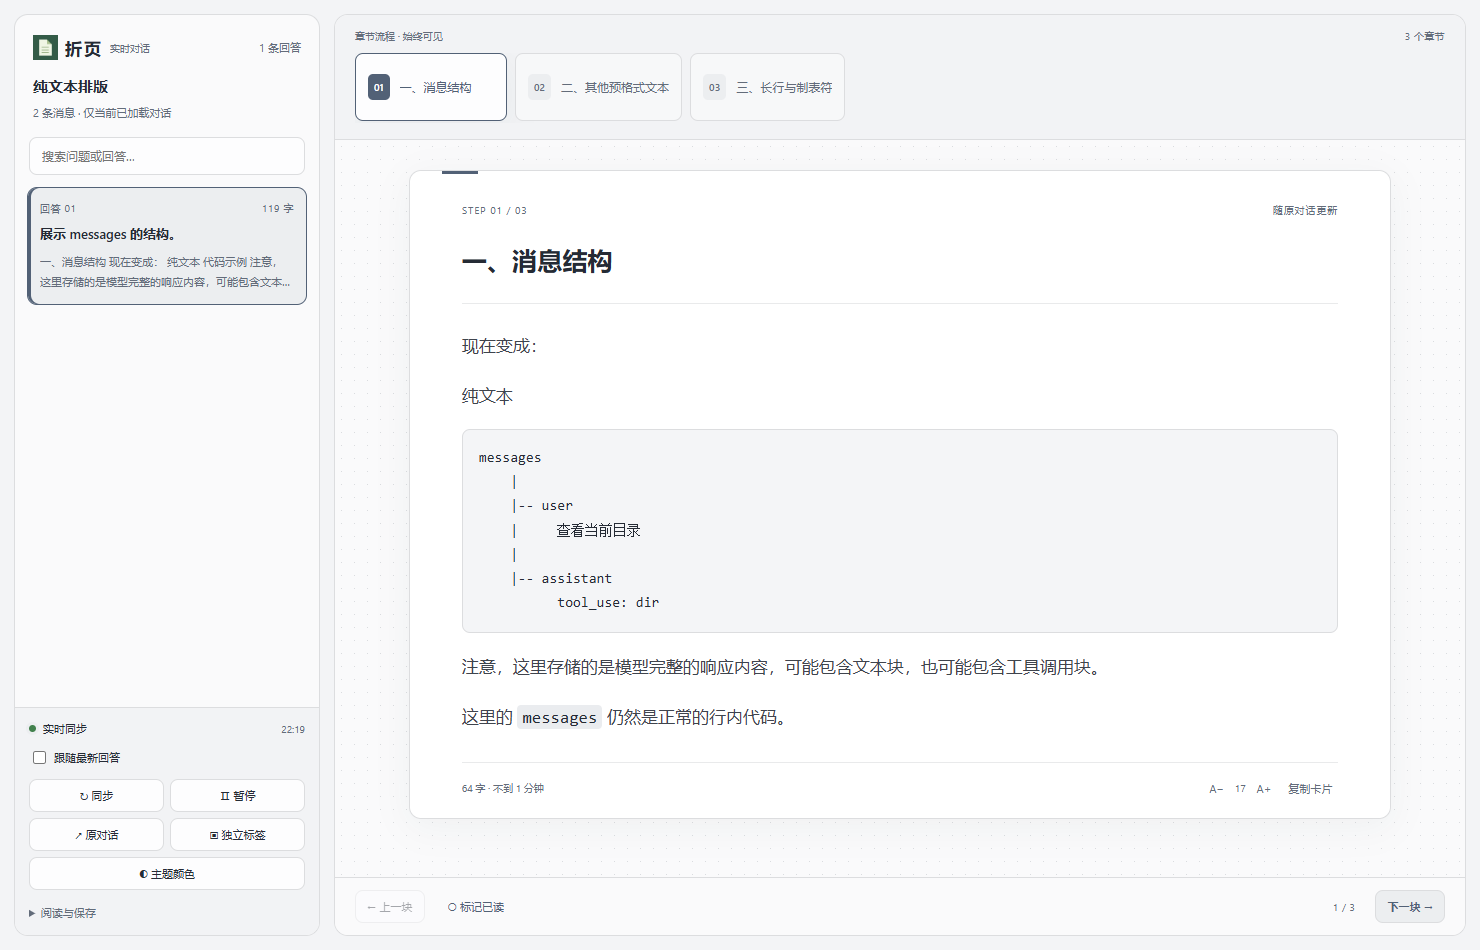 折页 实时对话 1 条回答
纯文本排版
2 条消息 · 仅当前已加载对话
搜索问题或回答...
回答 01 119 字
展示 messages 的结构。
一、消息结构 现在变成： 纯文本 代码示例 注意，
这里存储的是模型完整的响应内容，可能包含文本...
实时同步 22:19
跟随最新回答
↻ 同步
⏸ 暂停
↗ 原对话
▣ 独立标签
◐ 主题颜色
▶ 阅读与保存
章节流程 · 始终可见 3 个章节
01 一、消息结构
02 二、其他预格式文本
03 三、长行与制表符
STEP 01 / 03 随原对话更新
一、消息结构
现在变成：
纯文本
messages
    |
    |-- user
    |     查看当前目录
    |
    |-- assistant
          tool_use: dir
注意，这里存储的是模型完整的响应内容，可能包含文本块，也可能包含工具调用块。
这里的 messages 仍然是正常的行内代码。
64 字 · 不到 1 分钟 A− 17 A+ 复制卡片
← 上一块 ○ 标记已读 1 / 3 下一块 →